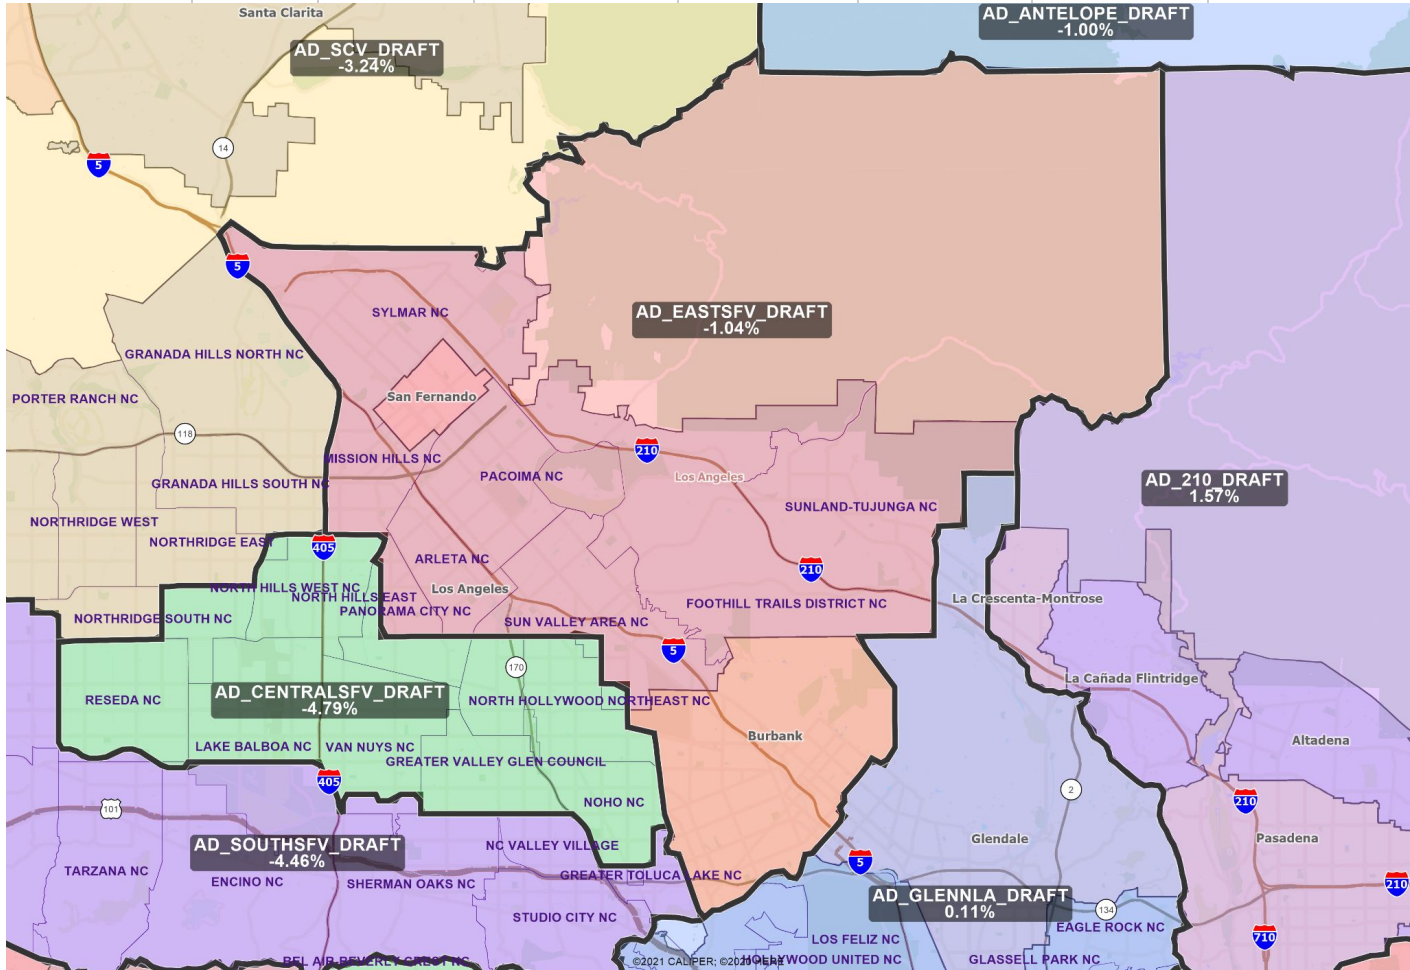 Santa Clarita
AD_ANTELOPE_DRAFT
-1.00%
AD_SCV_DRAFT
-3.24%
14
5
5
SYLMAR NC
AD_EASTSFV_DRAFT
-1.04%
GRANADA HILLS NORTH NC
PORTER RANCH NC
San Fernando
118
210
MISSION HILLS NC
PACOIMA NC
Los Angeles
GRANADA HILLS SOUTH NC
AD_210_DRAFT
1.57%
SUNLAND-TUJUNGA NC
NORTHRIDGE WEST
NORTHRIDGE EAST
405
ARLETA NC
210
NORTH HILLS WEST NC
Los Angeles
NORTH HILLS EAST
PANORAMA CITY NC
FOOTHILL TRAILS DISTRICT NC
La Crescenta-Montrose
NORTHRIDGE SOUTH NC
SUN VALLEY AREA NC
5
170
La Cañada Flintridge
AD_CENTRALSFV_DRAFT
-4.79%
RESEDA NC
NORTH HOLLYWOOD NORTHEAST NC
Burbank
Altadena
LAKE BALBOA NC
VAN NUYS NC
GREATER VALLEY GLEN COUNCIL
405
2
210
101
NOHO NC
AD_SOUTHSFV_DRAFT
-4.46%
NC VALLEY VILLAGE
Glendale
Pasadena
5
TARZANA NC
ENCINO NC
SHERMAN OAKS NC
GREATER TOLUCA LAKE NC
210
AD_GLENNLA_DRAFT
0.11%
134
STUDIO CITY NC
EAGLE ROCK NC
LOS FELIZ NC
710
BEL AIR-BEVERLY CREST NC
©2021 CALIPER; ©2020 HERE
HOLLYWOOD UNITED NC
GLASSELL PARK NC